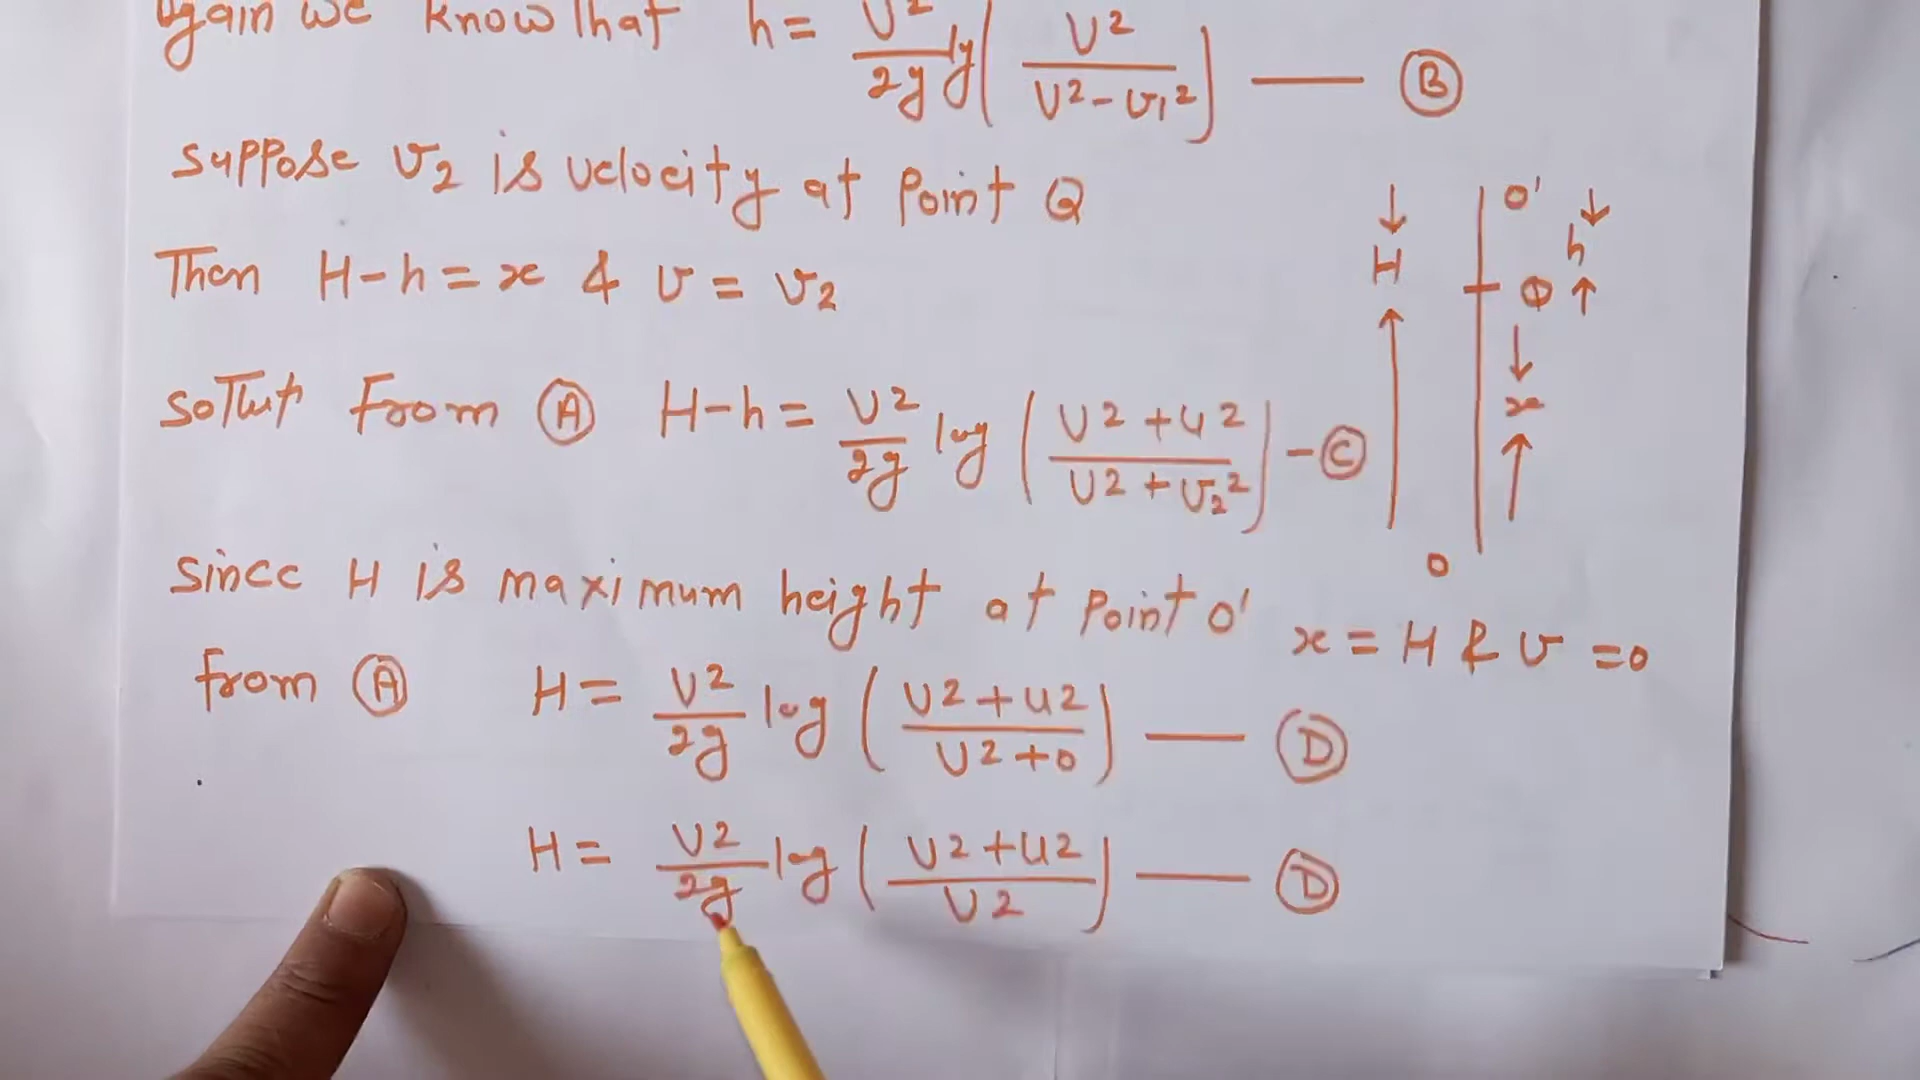 Again we know that h = V²/2g log( V²/(V² - v₁²) ) — (B)
suppose v₂ is velocity at point Q
Then H-h = x & v = v₂
so that From (A) H-h = V²/2g log( (V² + u²)/(V² + v₂²) ) - (C)
since H is maximum height at point o' x = H & v = 0
from (A) H = V²/2g log( (V² + u²)/(V² + 0) ) — (D)
H = V²/2g log( (V² + u²)/V² ) — (D)
↓ O' ↓
H h
Q ↑
↑ ↓
x
↑
O